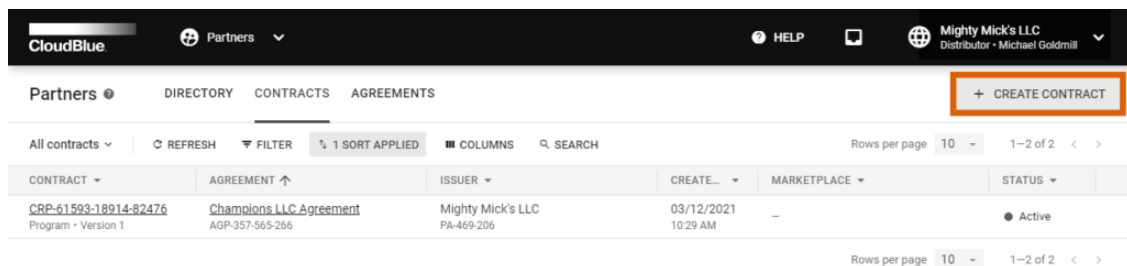 CloudBlue
Partners
HELP
Mighty Mick's LLC
Distributor • Michael Goldmill
Partners
DIRECTORY CONTRACTS AGREEMENTS
+ CREATE CONTRACT
All contracts REFRESH FILTER 1 SORT APPLIED COLUMNS SEARCH Rows per page 10 1–2 of 2 < >
CONTRACT AGREEMENT ↑ ISSUER CREATE... MARKETPLACE STATUS
CRP-61593-18914-82476 Champions LLC Agreement Mighty Mick's LLC 03/12/2021 – Active
Program • Version 1 AGP-357-565-266 PA-469-206 10:29 AM
Rows per page 10 1–2 of 2 < >